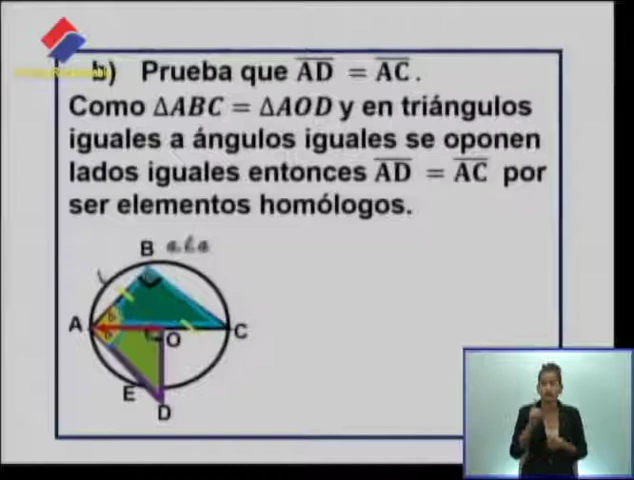 b) Prueba que AD = AC.
Como ΔABC = ΔAOD y en triángulos
iguales a ángulos iguales se oponen
lados iguales entonces AD = AC por
ser elementos homólogos.
B ala
A
O
C
E
D